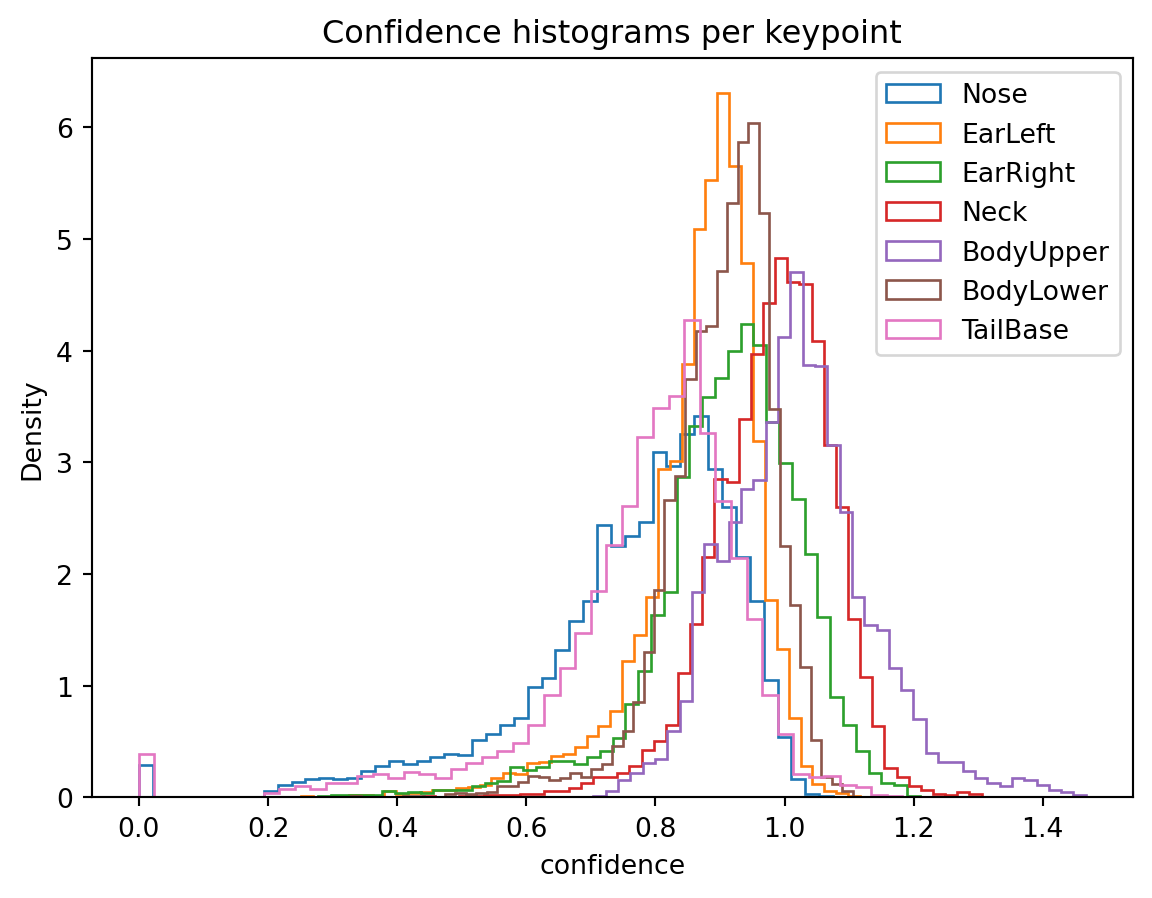 Confidence histograms per keypoint
Nose
EarLeft
EarRight
Neck
BodyUpper
BodyLower
TailBase
Density
6
5
4
3
2
1
0
0.0 0.2 0.4 0.6 0.8 1.0 1.2 1.4
confidence